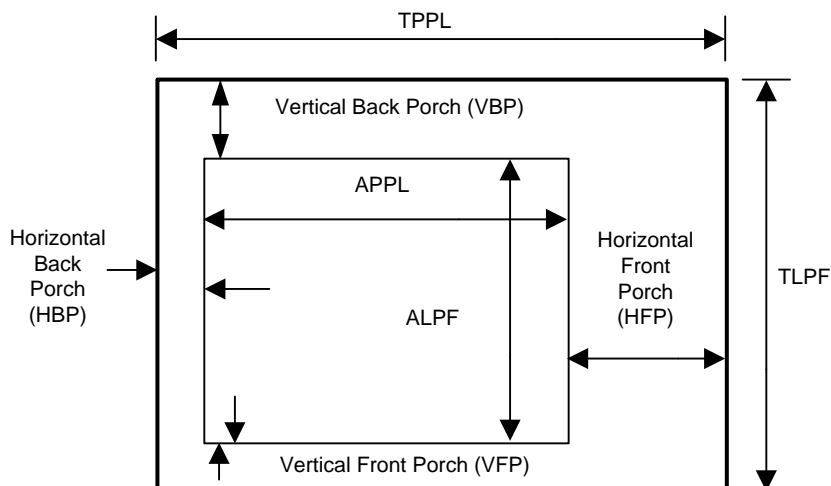 TPPL
Vertical Back Porch (VBP)
APPL
Horizontal
Back
Porch
(HBP)
Horizontal
Front
Porch
(HFP)
TLPF
ALPF
Vertical Front Porch (VFP)